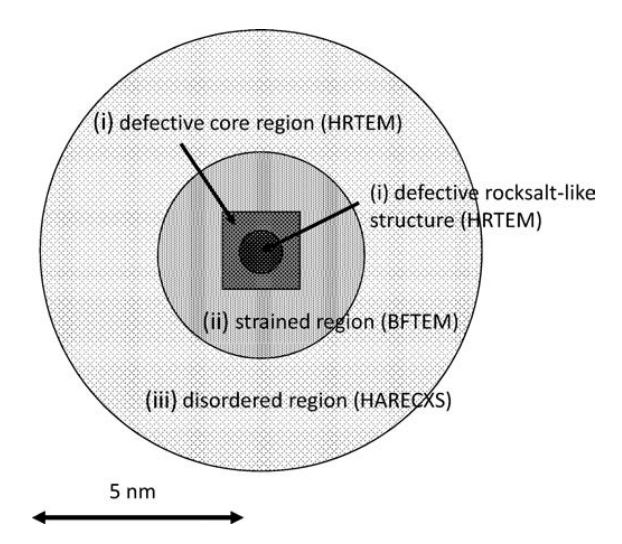 (i) defective core region (HRTEM)
(i) defective rocksalt-like
structure (HRTEM)
(ii) strained region (BFTEM)
(iii) disordered region (HARECXS)
5 nm